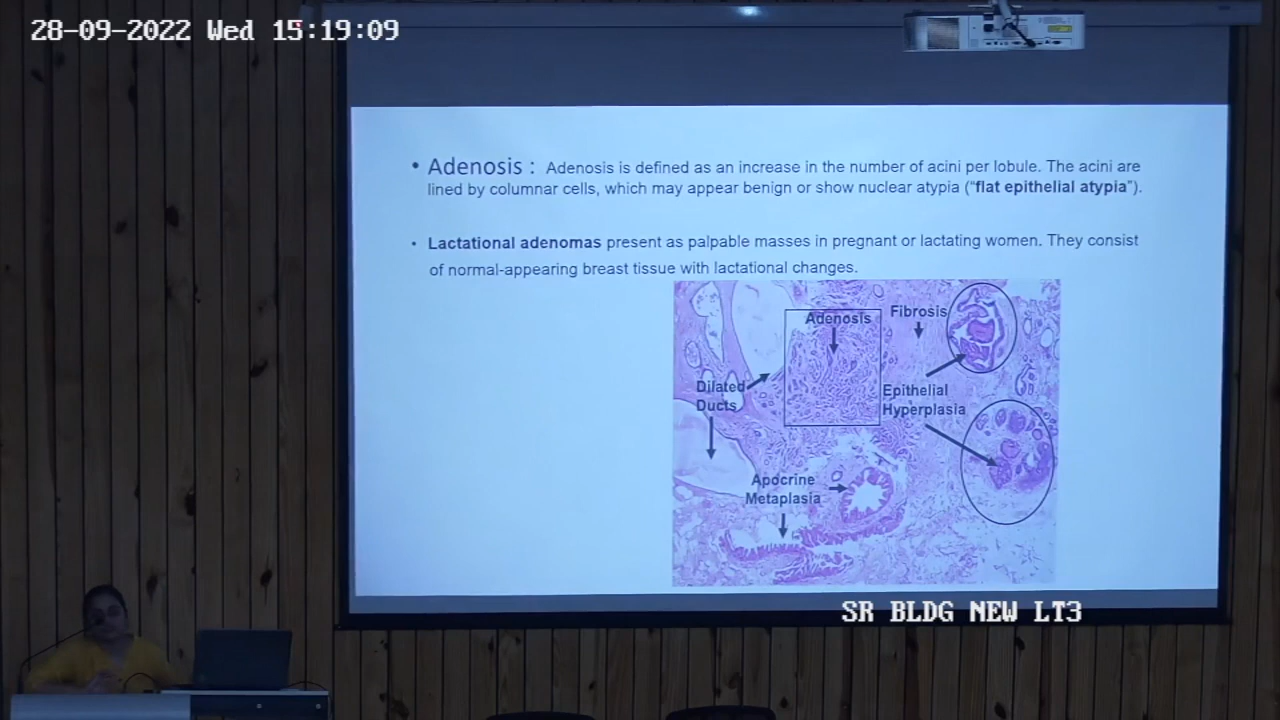 28-09-2022 Wed 15:19:09
• Adenosis : Adenosis is defined as an increase in the number of acini per lobule. The acini are
lined by columnar cells, which may appear benign or show nuclear atypia (“flat epithelial atypia”).
• Lactational adenomas present as palpable masses in pregnant or lactating women. They consist
of normal-appearing breast tissue with lactational changes.
Adenosis
Fibrosis
Dilated
Ducts
Epithelial
Hyperplasia
Apocrine
Metaplasia
SR BLDG NEW LT3